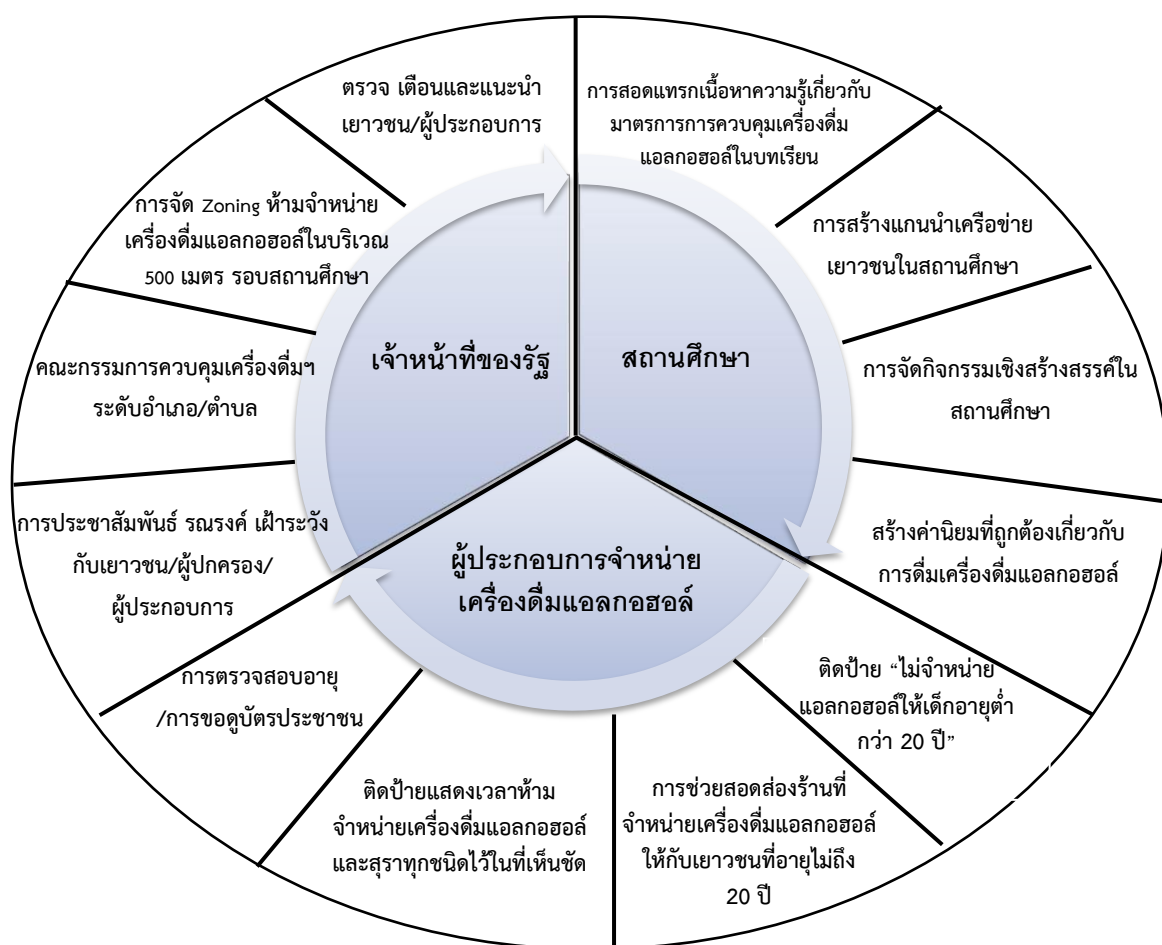 ตรวจ เตือนและแนะนำ
เยาวชน/ผู้ประกอบการ
การสอดแทรกเนื้อหาความรู้เกี่ยวกับ
มาตรการการควบคุมเครื่องดื่ม
แอลกอฮอล์ในบทเรียน
การจัด Zoning ห้ามจำหน่าย
เครื่องดื่มแอลกอฮอล์ในบริเวณ
500 เมตร รอบสถานศึกษา
การสร้างแกนนำเครือข่าย
เยาวชนในสถานศึกษา
เจ้าหน้าที่ของรัฐ
สถานศึกษา
คณะกรรมการควบคุมเครื่องดื่มฯ
ระดับอำเภอ/ตำบล
การจัดกิจกรรมเชิงสร้างสรรค์ใน
สถานศึกษา
การประชาสัมพันธ์ รณรงค์ เฝ้าระวัง
กับเยาวชน/ผู้ปกครอง/
ผู้ประกอบการ
สร้างค่านิยมที่ถูกต้องเกี่ยวกับ
การดื่มเครื่องดื่มแอลกอฮอล์
ผู้ประกอบการจำหน่าย
เครื่องดื่มแอลกอฮอล์
การตรวจสอบอายุ
/การขอดูบัตรประชาชน
ติดป้าย “ไม่จำหน่าย
แอลกอฮอล์ให้เด็กอายุต่ำ
กว่า 20 ปี”
ติดป้ายแสดงเวลาห้าม
จำหน่ายเครื่องดื่มแอลกอฮอล์
และสุราทุกชนิดไว้ในที่เห็นชัด
การช่วยสอดส่องร้านที่
จำหน่ายเครื่องดื่มแอลกอฮอล์
ให้กับเยาวชนที่อายุไม่ถึง
20 ปี